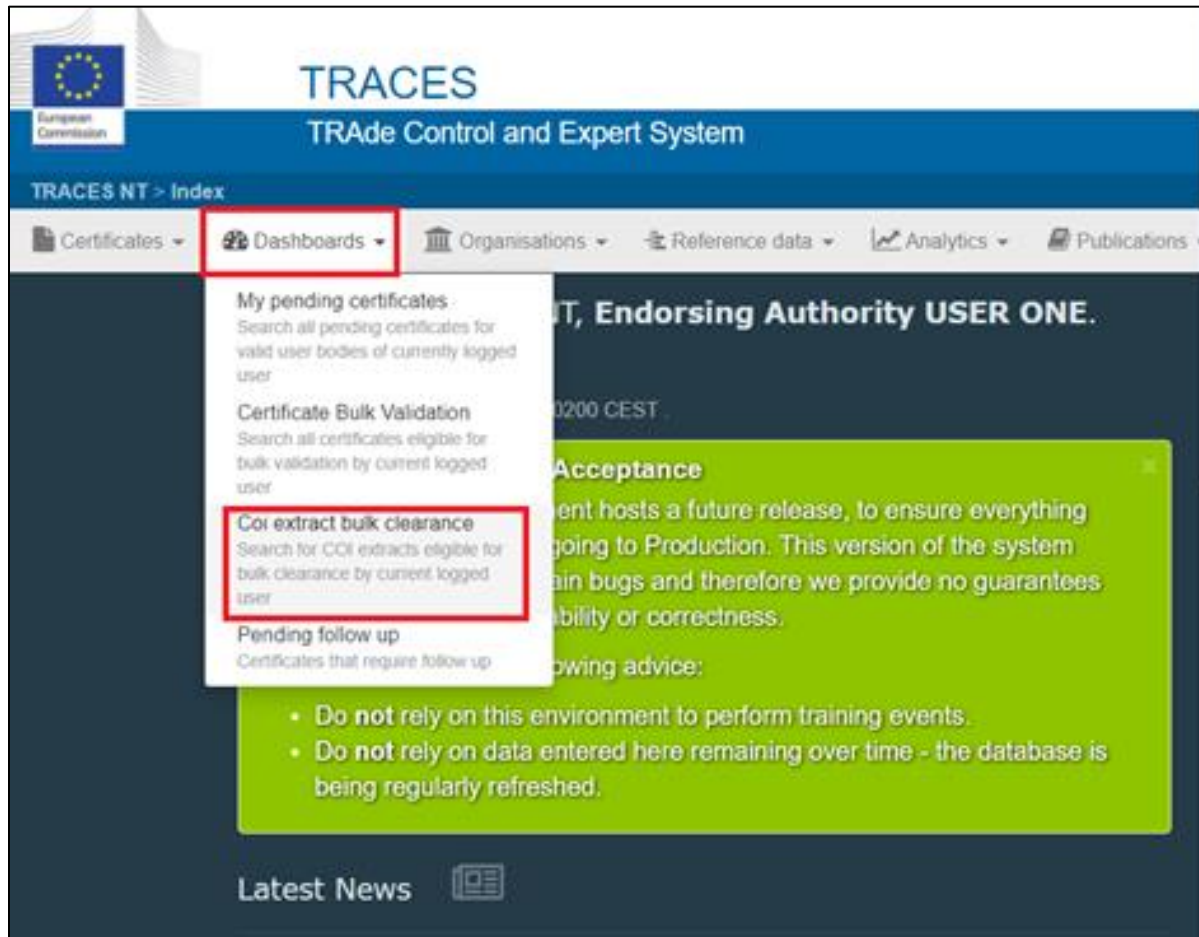 European
Commission
TRACES
TRAde Control and Expert System
TRACES NT > Index
Certificates
Dashboards
Organisations
Reference data
Analytics
Publications
My pending certificates
Search all pending certificates for
valid user bodies of currently logged
user
Certificate Bulk Validation
Search all certificates eligible for
bulk validation by current logged
user
Coi extract bulk clearance
Search for COI extracts eligible for
bulk clearance by current logged
user
Pending follow up
Certificates that require follow up
NT, Endorsing Authority USER ONE.
0200 CEST .
Acceptance
ent hosts a future release, to ensure everything
going to Production. This version of the system
ain bugs and therefore we provide no guarantees
bility or correctness.
owing advice:
• Do not rely on this environment to perform training events.
• Do not rely on data entered here remaining over time - the database is
being regularly refreshed.
Latest News